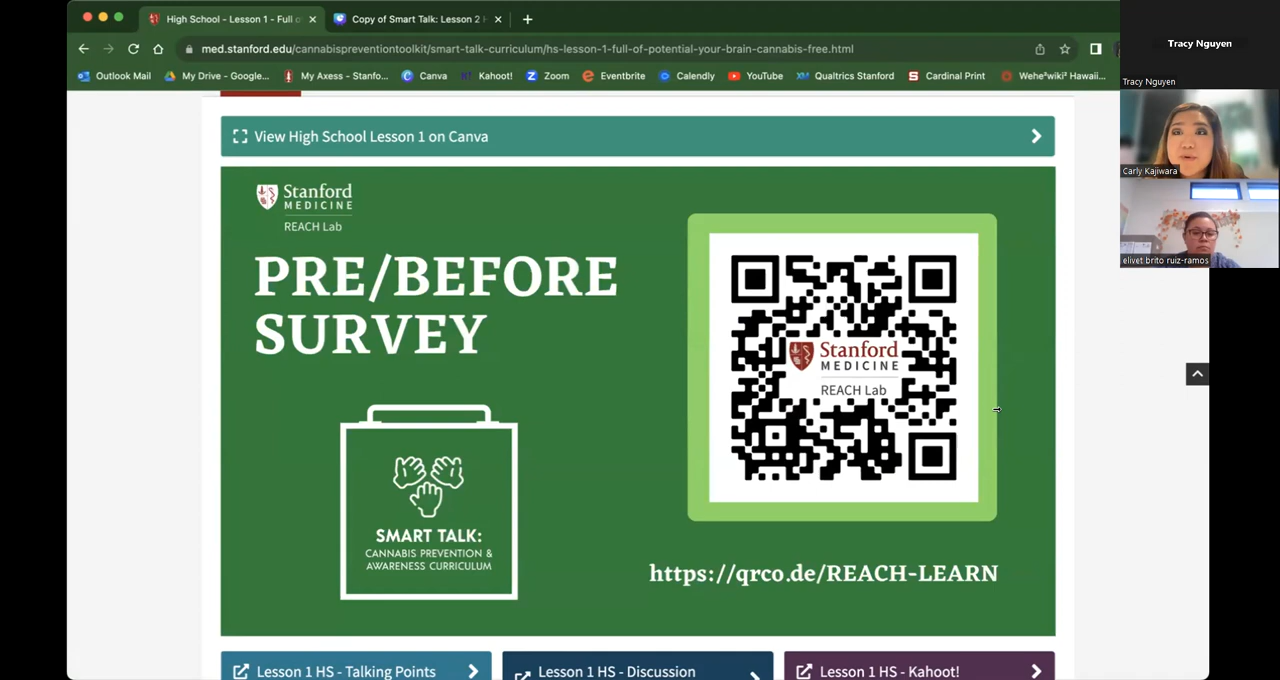 High School - Lesson 1 - Full o
Copy of Smart Talk: Lesson 2 H
med.stanford.edu/cannabispreventiontoolkit/smart-talk-curriculum/hs-lesson-1-full-of-potential-your-brain-cannabis-free.html
Outlook Mail
My Drive - Google...
My Axess - Stanfo...
Canva
Kahoot!
Zoom
Eventbrite
Calendly
YouTube
Qualtrics Stanford
Cardinal Print
Wehe²wiki² Hawaii...
Tracy Nguyen
Tracy Nguyen
Carly Kajiwara
elivet brito ruiz-ramos
View High School Lesson 1 on Canva
Stanford
MEDICINE
REACH Lab
PRE/BEFORE
SURVEY
Stanford
MEDICINE
REACH Lab
SMART TALK:
CANNABIS PREVENTION &
AWARENESS CURRICULUM
https://qrco.de/REACH-LEARN
Lesson 1 HS - Talking Points
Lesson 1 HS - Discussion
Lesson 1 HS - Kahoot!